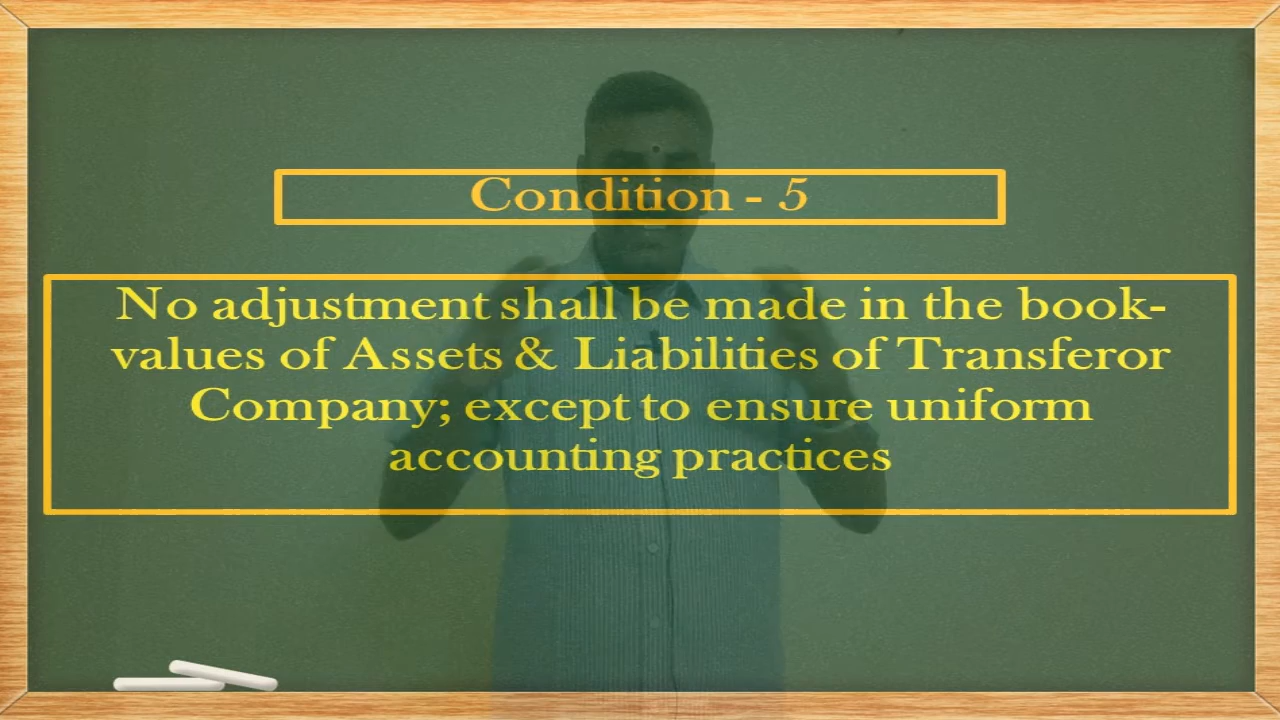 Condition - 5
No adjustment shall be made in the book-
values of Assets & Liabilities of Transferor
Company; except to ensure uniform
accounting practices